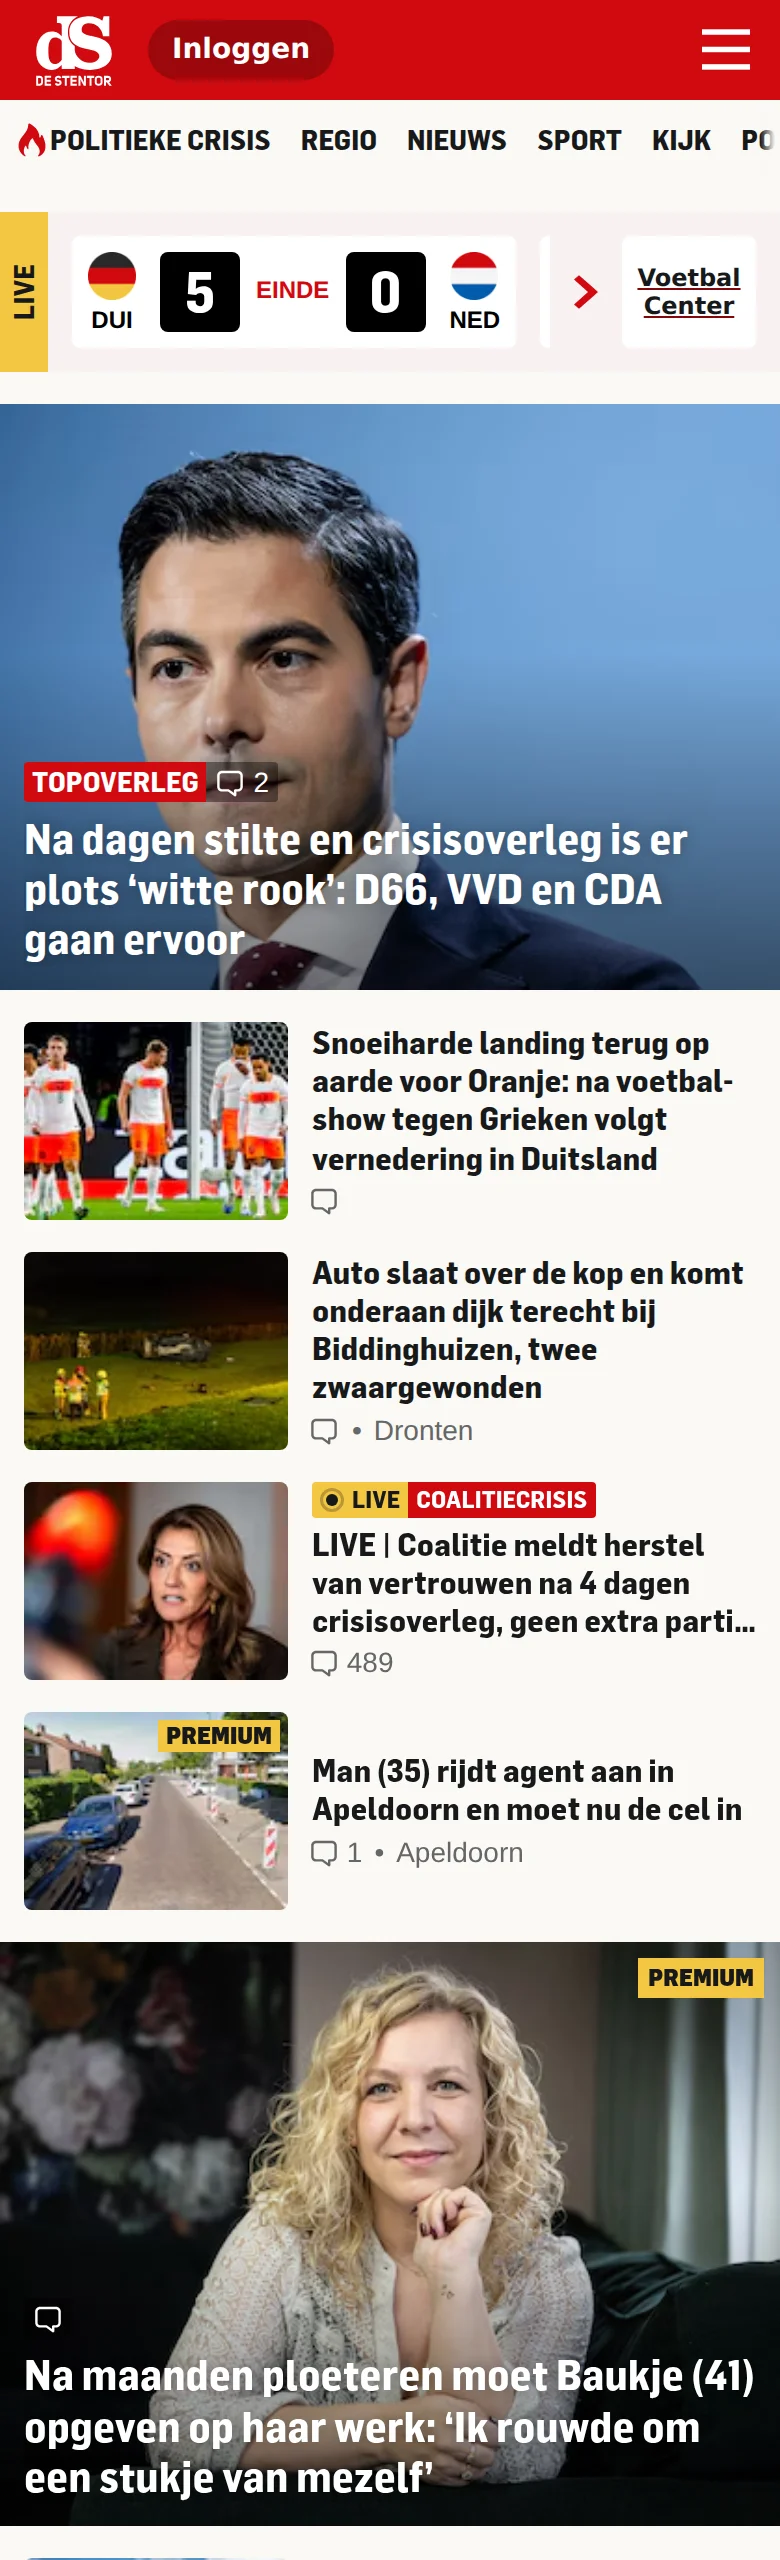 dS
DE STENTOR
Inloggen
POLITIEKE CRISIS REGIO NIEUWS SPORT KIJK
LIVE
DUI 5 EINDE 0 NED
Voetbal
Center
TOPOVERLEG 2
Na dagen stilte en crisisoverleg is er
plots ‘witte rook’: D66, VVD en CDA
gaan ervoor
Snoeiharde landing terug op
aarde voor Oranje: na voetbal-
show tegen Grieken volgt
vernedering in Duitsland
Auto slaat over de kop en komt
onderaan dijk terecht bij
Biddinghuizen, twee
zwaargewonden
• Dronten
LIVE COALITIECRISIS
LIVE | Coalitie meldt herstel
van vertrouwen na 4 dagen
crisisoverleg, geen extra parti...
489
PREMIUM
Man (35) rijdt agent aan in
Apeldoorn en moet nu de cel in
1 • Apeldoorn
PREMIUM
Na maanden ploeteren moet Baukje (41)
opgeven op haar werk: ‘Ik rouwde om
een stukje van mezelf’